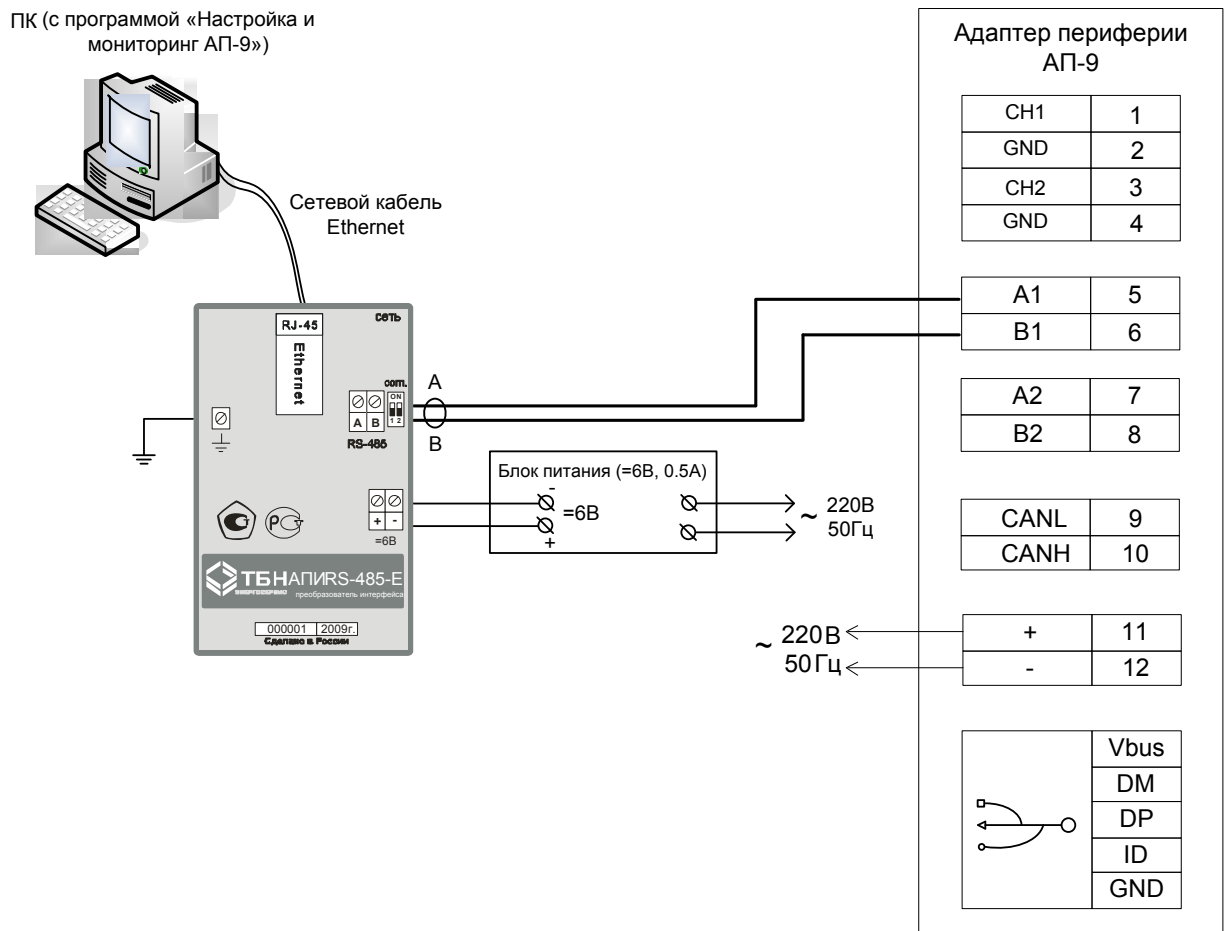 ПК (с программой «Настройка и
мониторинг АП-9»)
Сетевой кабель
Ethernet
RJ-45
Ethernet
сеть
com.
ON
1 2
A B
RS-485
A
B
+ -
=6В
ТБН АПИRS-485-E
ЭНЕРГОСЕРВИС
преобразователь интерфейса
000001 2009г.
Сделано в России
Блок питания (=6В, 0.5А)
-
=6В
+
~ 220В
50Гц
Адаптер периферии
АП-9
CH1 1
GND 2
CH2 3
GND 4
A1 5
B1 6
A2 7
B2 8
CANL 9
CANH 10
~ 220В
50Гц
+ 11
- 12
Vbus
DM
DP
ID
GND